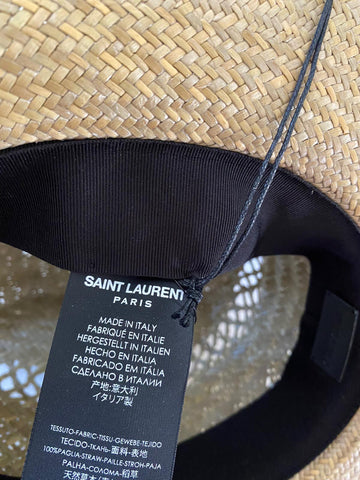 SAINT LAURENT
PARIS
MADE IN ITALY
FABRIQUÉ EN ITALIE
HERGESTELLT IN ITALIEN
HECHO EN ITALIA
FABRICADO EM ITÁLIA
СДЕЛАНО В ИТАЛИИ
产地:意大利
イタリア製
TESSUTO-FABRIC-TISSU-GEWEBE-TEJIDO
TECIDO-ТКАНЬ-面料-表生地
100%PAGLIA-STRAW-PAILLE-STROH-PAJA
PALHA-СОЛОМА-稻草